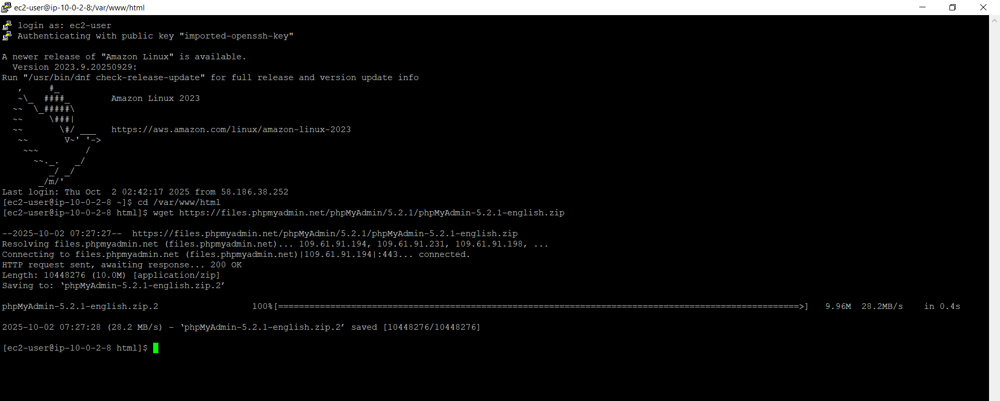 ec2-user@ip-10-0-2-8:/var/www/html
login as: ec2-user
Authenticating with public key "imported-openssh-key"
A newer release of "Amazon Linux" is available.
  Version 2023.9.20250929:
Run "/usr/bin/dnf check-release-update" for full release and version update info
   ,     #_
   ~\_  ####_        Amazon Linux 2023
  ~~  \_#####\
  ~~     \###|
  ~~       \#/ ___   https://aws.amazon.com/linux/amazon-linux-2023
   ~~       V~' '->
    ~~~         /
      ~~._.   _/
         _/ _/
       _/m/'
Last login: Thu Oct  2 02:42:17 2025 from 58.186.38.252
[ec2-user@ip-10-0-2-8 ~]$ cd /var/www/html
[ec2-user@ip-10-0-2-8 html]$ wget https://files.phpmyadmin.net/phpMyAdmin/5.2.1/phpMyAdmin-5.2.1-english.zip
--2025-10-02 07:27:27--  https://files.phpmyadmin.net/phpMyAdmin/5.2.1/phpMyAdmin-5.2.1-english.zip
Resolving files.phpmyadmin.net (files.phpmyadmin.net)... 109.61.91.194, 109.61.91.231, 109.61.91.198, ...
Connecting to files.phpmyadmin.net (files.phpmyadmin.net)|109.61.91.194|:443... connected.
HTTP request sent, awaiting response... 200 OK
Length: 10448276 (10.0M) [application/zip]
Saving to: ‘phpMyAdmin-5.2.1-english.zip.2’
phpMyAdmin-5.2.1-english.zip.2                  100%[====================================================================================================>]   9.96M  28.2MB/s    in 0.4s
2025-10-02 07:27:28 (28.2 MB/s) - ‘phpMyAdmin-5.2.1-english.zip.2’ saved [10448276/10448276]
[ec2-user@ip-10-0-2-8 html]$